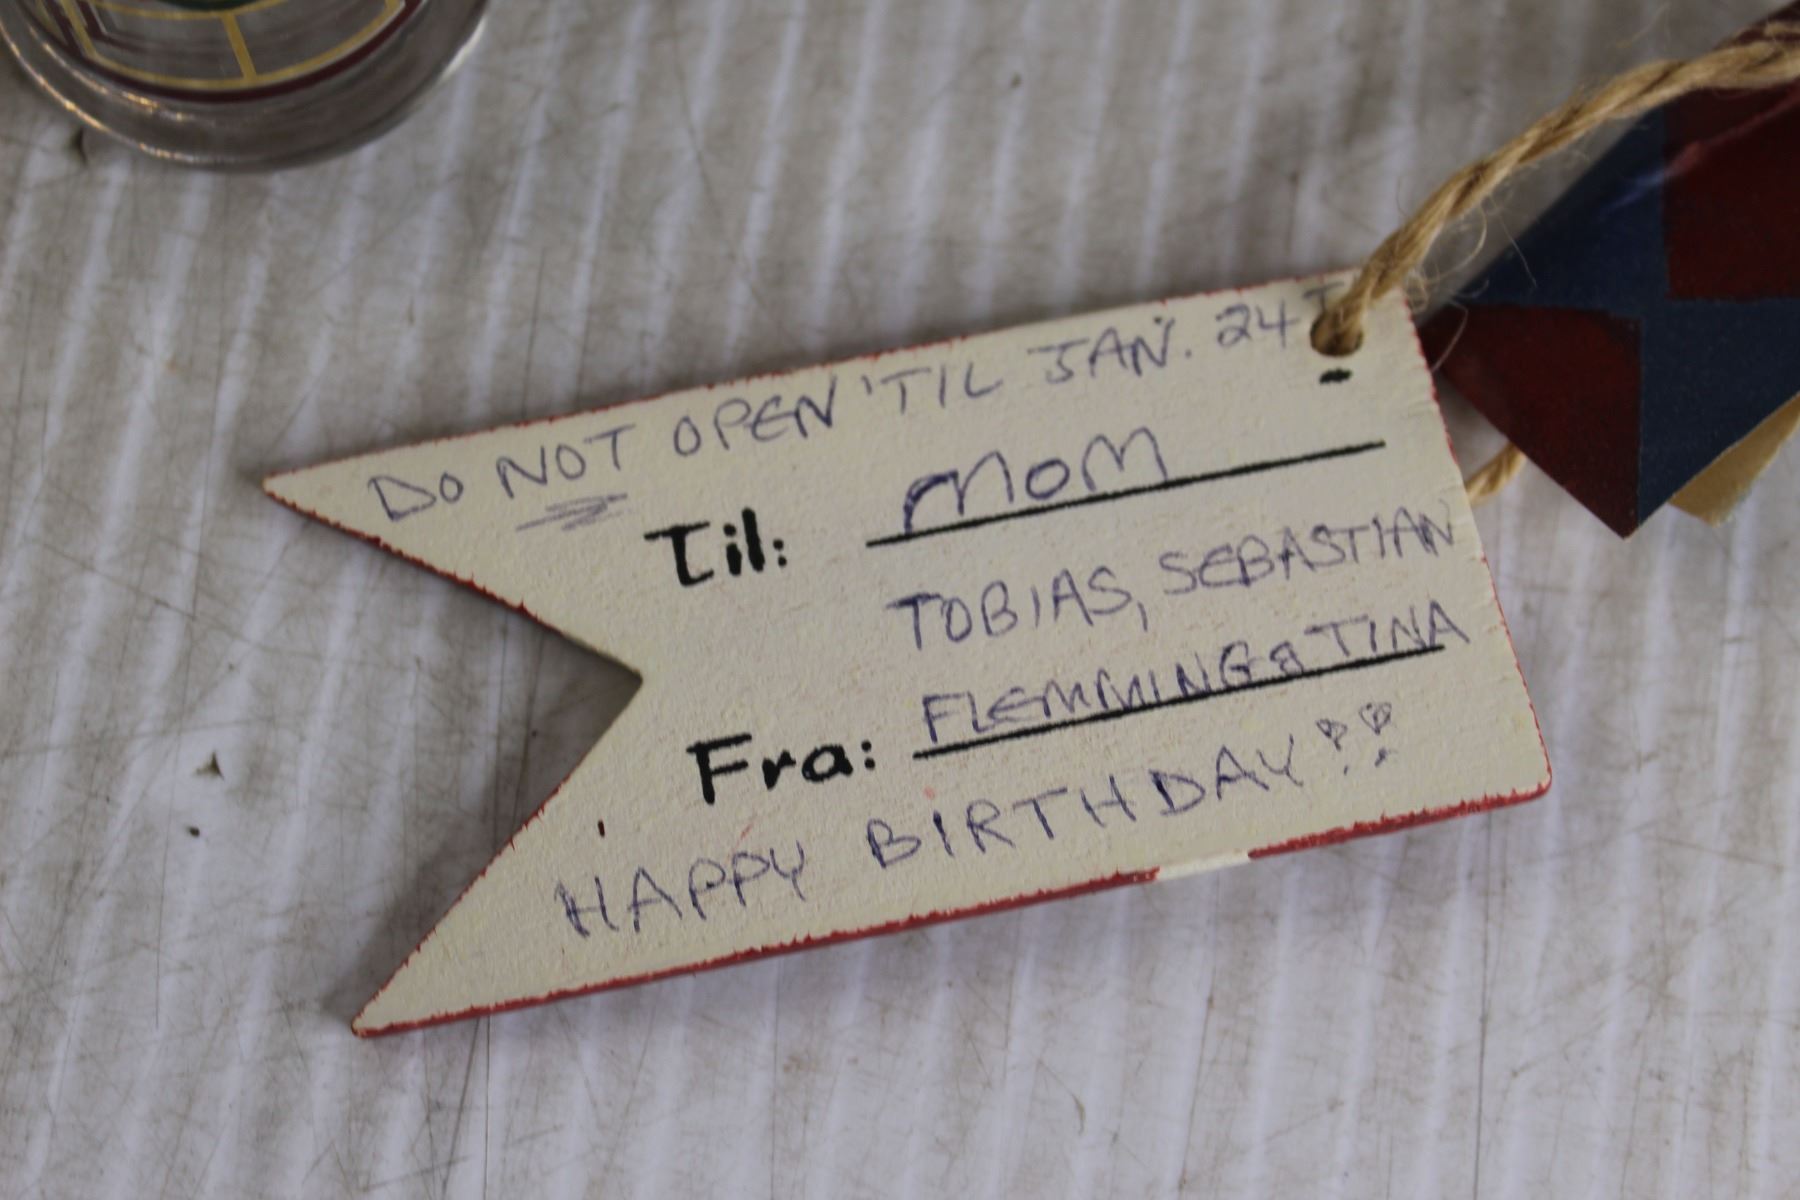 DO NOT OPEN 'TIL JAN. 24
Til: MOM
TOBIAS, SEBASTIAN
Fra: FLEMMING & TINA
HAPPY BIRTHDAY!!